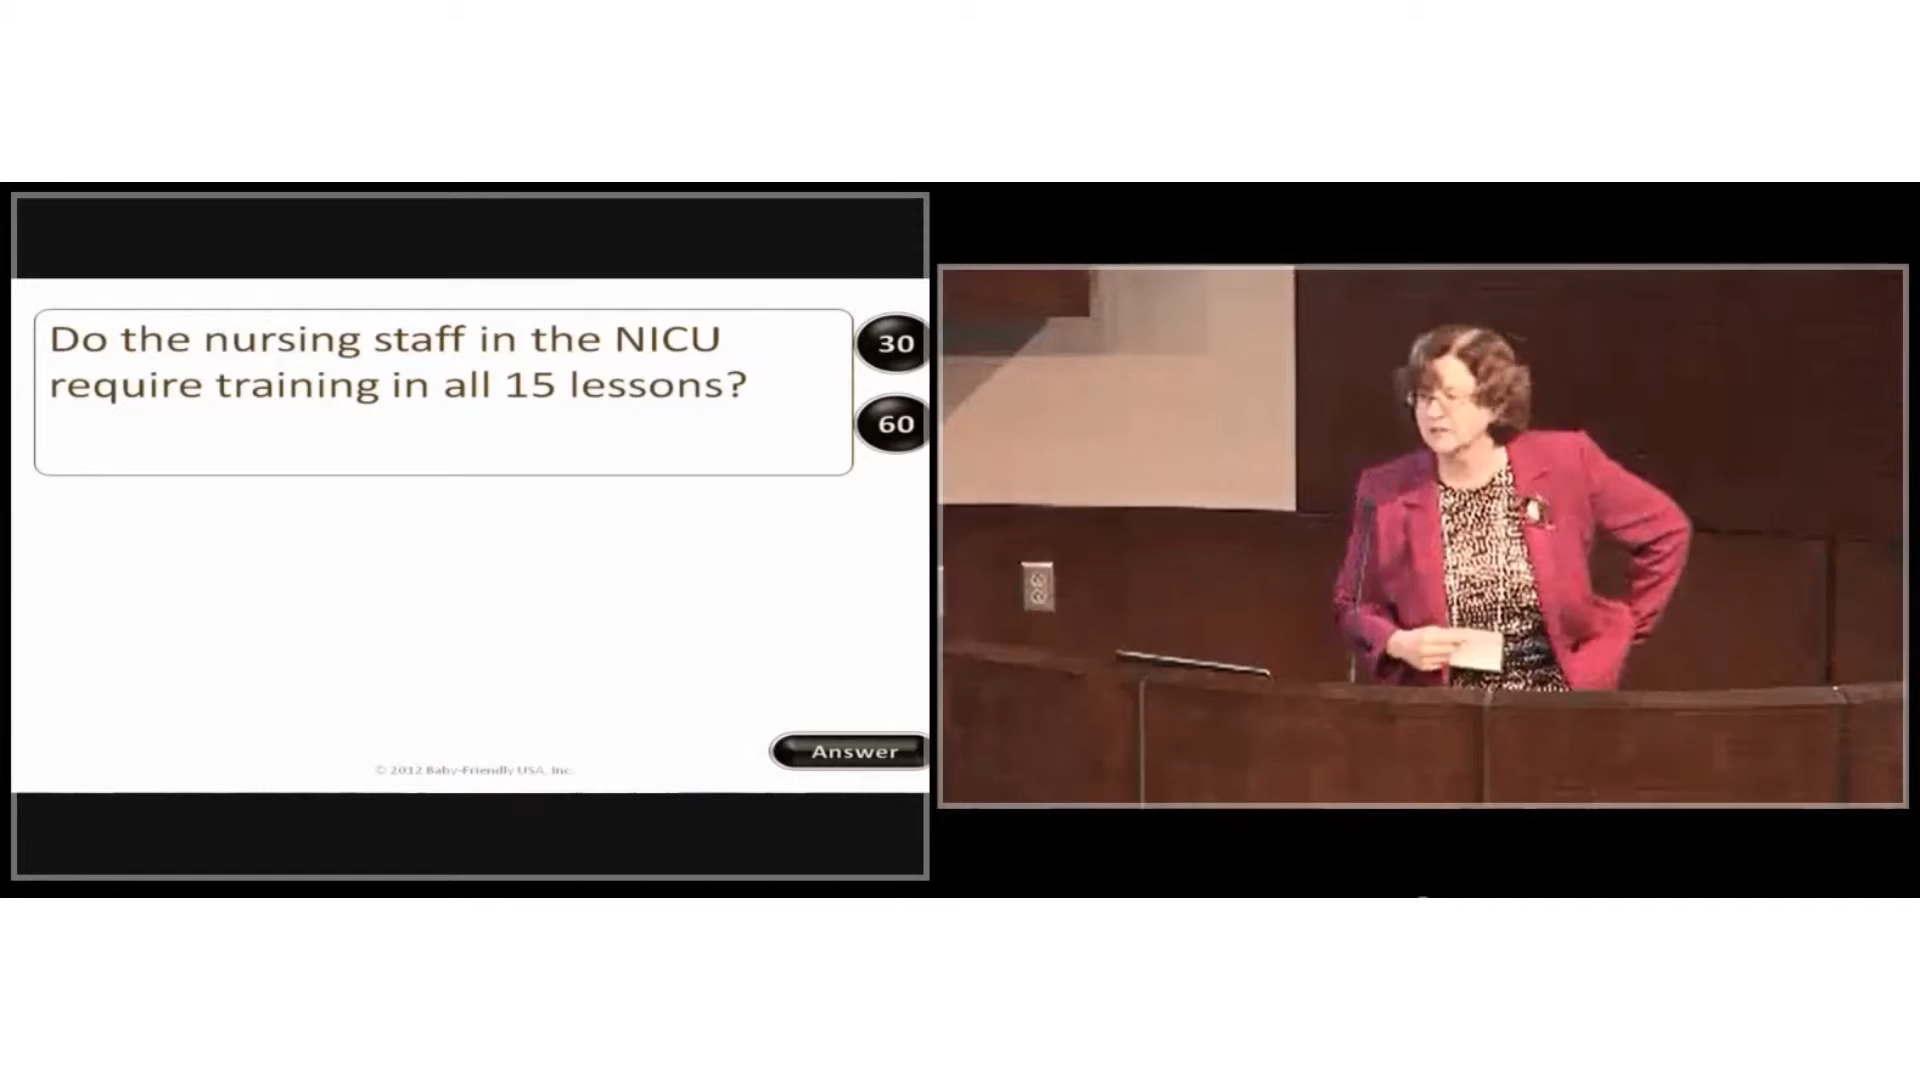 Do the nursing staff in the NICU
require training in all 15 lessons?
30
60
Answer
© 2012 Baby-Friendly USA, Inc.